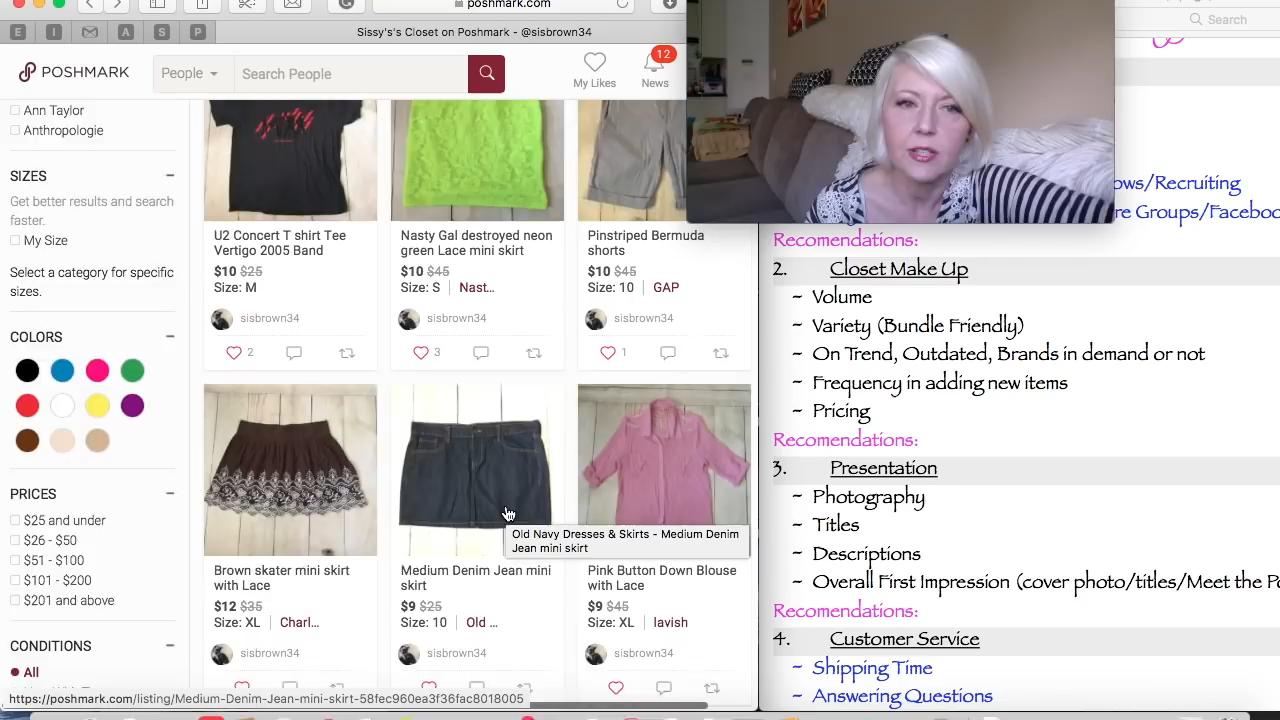 poshmark.com
Search
E I A S P
Sissy's's Closet on Poshmark - @sisbrown34
POSHMARK
People
Search People
My Likes
12
News
Ann Taylor
Anthropologie
SIZES
Get better results and search
faster.
My Size
Select a category for specific
sizes.
COLORS
PRICES
$25 and under
$26 - $50
$51 - $100
$101 - $200
$201 and above
CONDITIONS
All
U2 Concert T shirt Tee
Vertigo 2005 Band
$10 $25
Size: M
sisbrown34
2
Nasty Gal destroyed neon
green Lace mini skirt
$10 $45
Size: S | Nast...
sisbrown34
3
Pinstriped Bermuda
shorts
$10 $45
Size: 10 | GAP
sisbrown34
1
Brown skater mini skirt
with Lace
$12 $35
Size: XL | Charl...
sisbrown34
Medium Denim Jean mini
skirt
$9 $25
Size: 10 | Old ...
sisbrown34
Old Navy Dresses & Skirts - Medium Denim
Jean mini skirt
Pink Button Down Blouse
with Lace
$9 $45
Size: XL | lavish
sisbrown34
https://poshmark.com/listing/Medium-Denim-Jean-mini-skirt-58fec960ea3f36fac8018005
ows/Recruiting
re Groups/Faceboo
Recomendations:
2. Closet Make Up
~ Volume
~ Variety (Bundle Friendly)
~ On Trend, Outdated, Brands in demand or not
~ Frequency in adding new items
~ Pricing
Recomendations:
3. Presentation
~ Photography
~ Titles
~ Descriptions
~ Overall First Impression (cover photo/titles/Meet the Po
Recomendations:
4. Customer Service
~ Shipping Time
~ Answering Questions